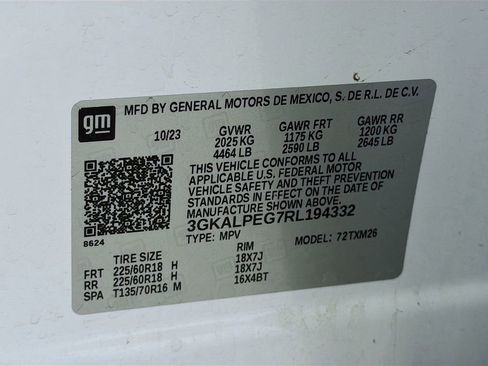 gm
MFD BY GENERAL MOTORS DE MEXICO, S. DE R.L. DE C.V.
10/23 GVWR GAWR FRT GAWR RR
2025 KG 1175 KG 1200 KG
4464 LB 2590 LB 2645 LB
THIS VEHICLE CONFORMS TO ALL
APPLICABLE U.S. FEDERAL MOTOR
VEHICLE SAFETY AND THEFT PREVENTION
STANDARDS IN EFFECT ON THE DATE OF
MANUFACTURE SHOWN ABOVE.
3GKALPEG7RL194332
8624 TYPE: MPV MODEL: 72TXM26
TIRE SIZE RIM
FRT 225/60R18 H 18X7J
RR 225/60R18 H 18X7J
SPA T135/70R16 M 16X4BT